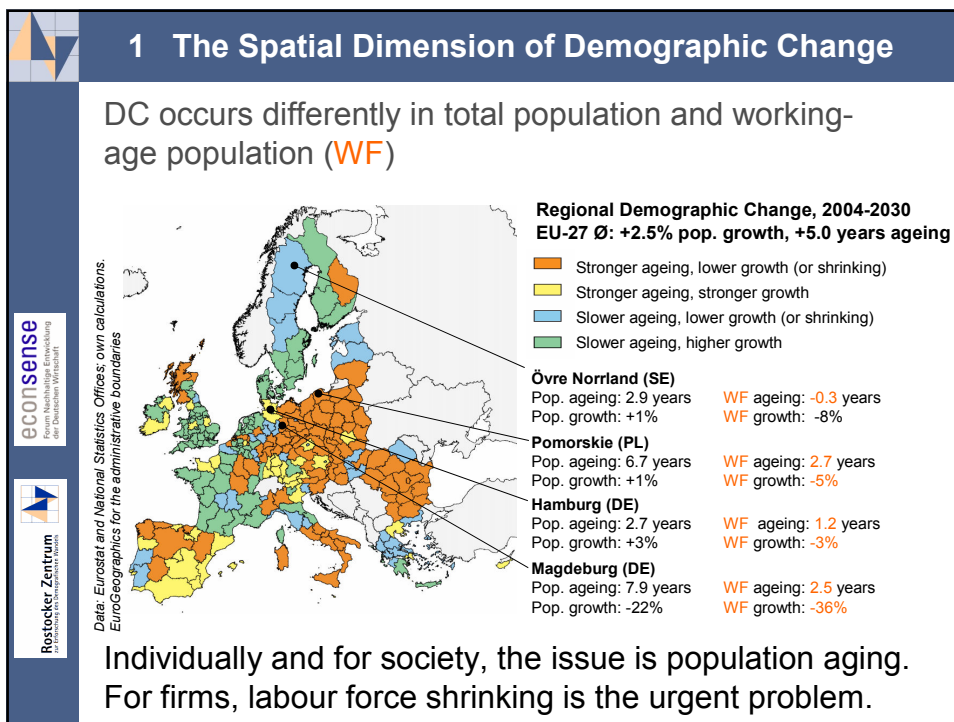 1 The Spatial Dimension of Demographic Change
DC occurs differently in total population and working-
age population (WF)
Regional Demographic Change, 2004-2030
EU-27 Ø: +2.5% pop. growth, +5.0 years ageing
Stronger ageing, lower growth (or shrinking)
Stronger ageing, stronger growth
Slower ageing, lower growth (or shrinking)
Slower ageing, higher growth
Övre Norrland (SE)
Pop. ageing: 2.9 years WF ageing: -0.3 years
Pop. growth: +1% WF growth: -8%
Pomorskie (PL)
Pop. ageing: 6.7 years WF ageing: 2.7 years
Pop. growth: +1% WF growth: -5%
Hamburg (DE)
Pop. ageing: 2.7 years WF ageing: 1.2 years
Pop. growth: +3% WF growth: -3%
Magdeburg (DE)
Pop. ageing: 7.9 years WF ageing: 2.5 years
Pop. growth: -22% WF growth: -36%
Data: Eurostat and National Statistics Offices; own calculations.
EuroGeographics for the administrative boundaries
econsense
Forum Nachhaltige Entwicklung
der Deutschen Wirtschaft
Rostocker Zentrum
zur Erforschung des Demografischen Wandels
Individually and for society, the issue is population aging.
For firms, labour force shrinking is the urgent problem.